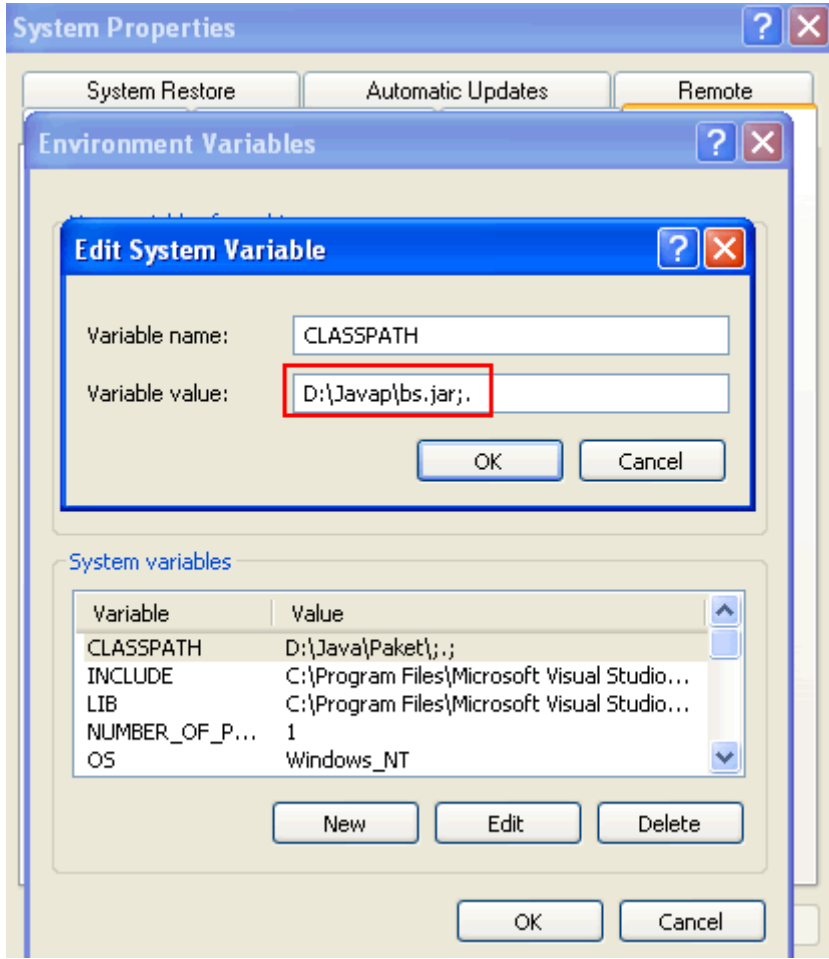 System Properties
System Restore Automatic Updates Remote
Environment Variables
Edit System Variable
Variable name: CLASSPATH
Variable value: D:\Javap\bs.jar;.
OK Cancel
System variables
Variable Value
CLASSPATH D:\Java\Paket\;.;
INCLUDE C:\Program Files\Microsoft Visual Studio...
LIB C:\Program Files\Microsoft Visual Studio...
NUMBER_OF_P... 1
OS Windows_NT
New Edit Delete
OK Cancel